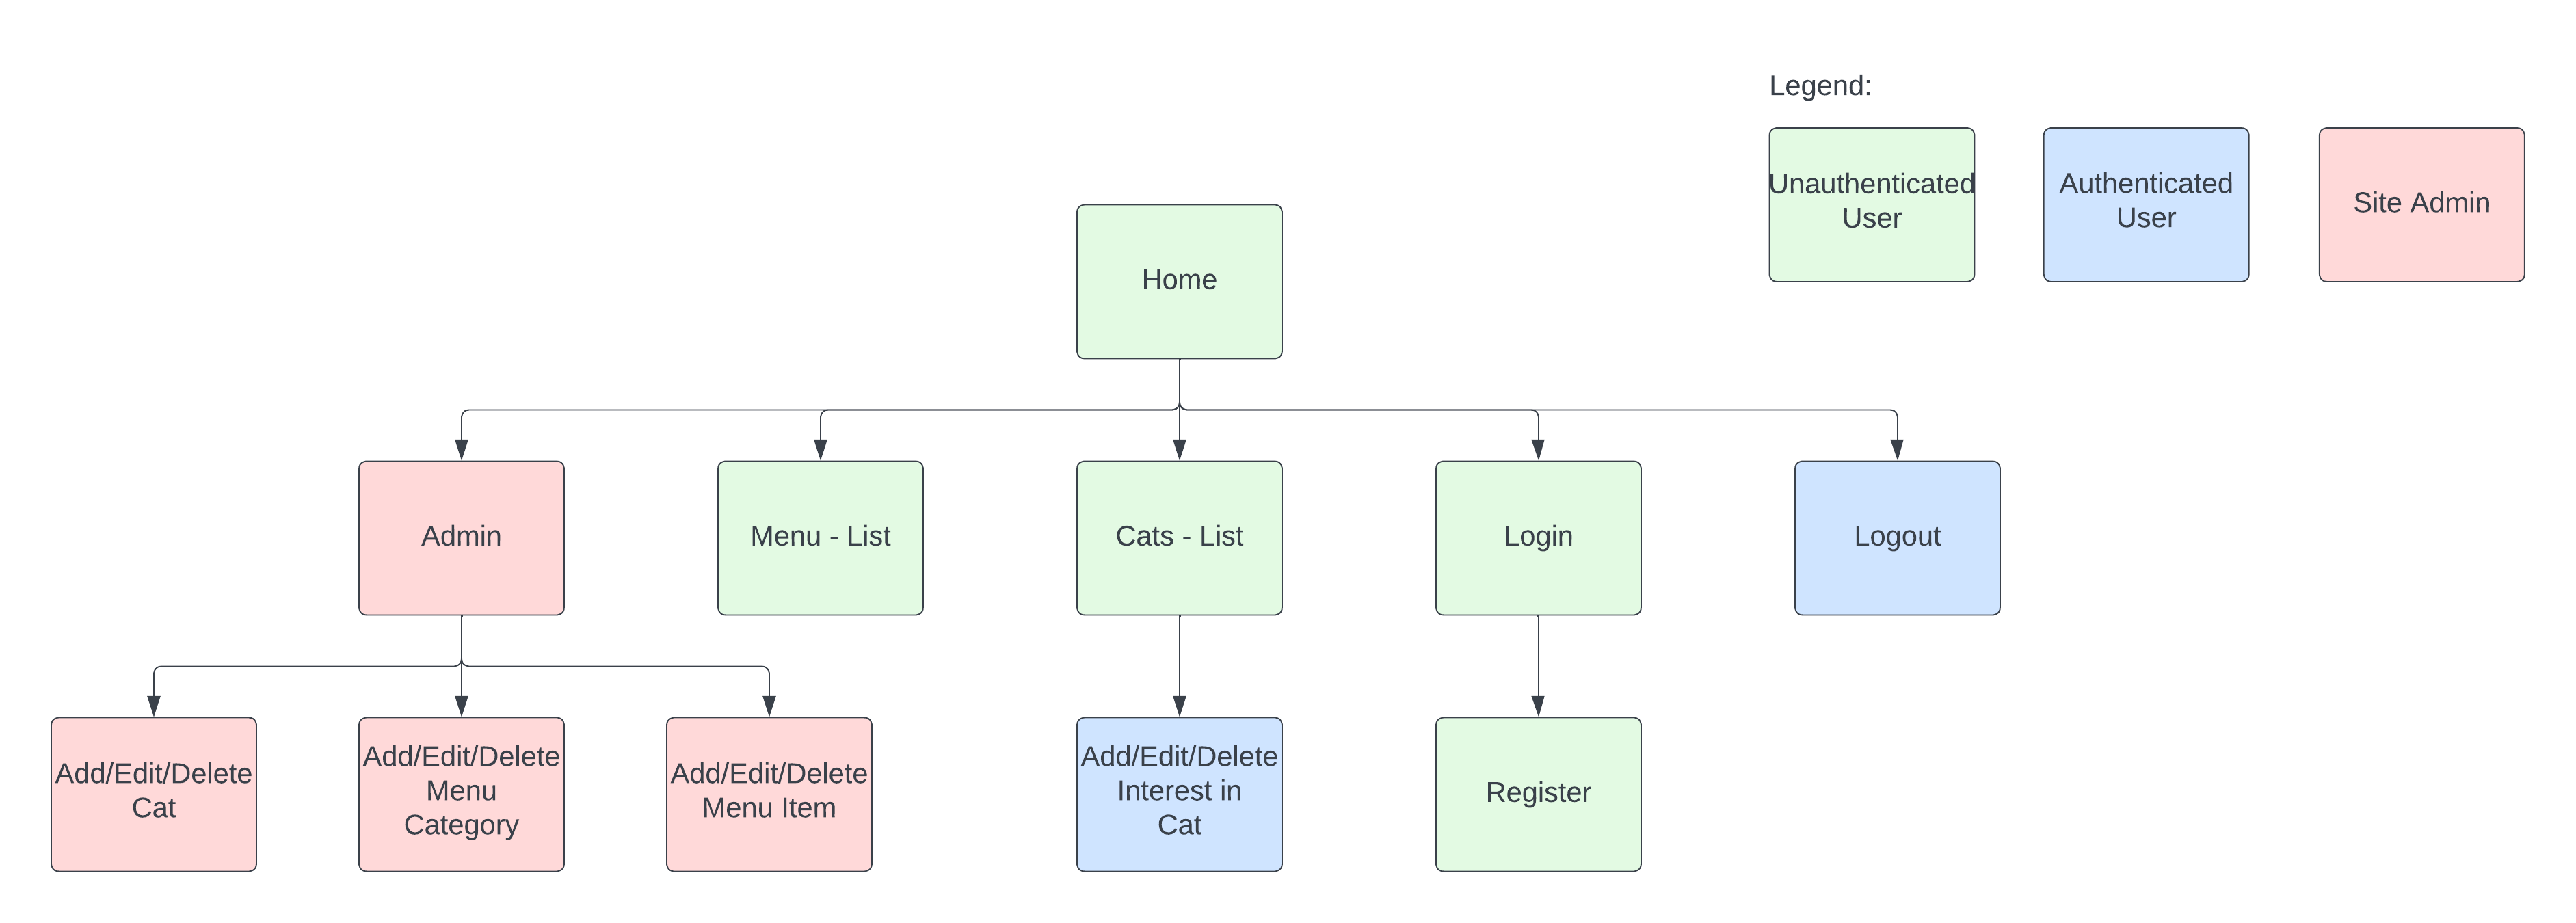 Legend:
Unauthenticated
User
Authenticated
User
Site Admin
Home
Admin
Menu - List
Cats - List
Login
Logout
Add/Edit/Delete
Cat
Add/Edit/Delete
Menu
Category
Add/Edit/Delete
Menu Item
Add/Edit/Delete
Interest in
Cat
Register